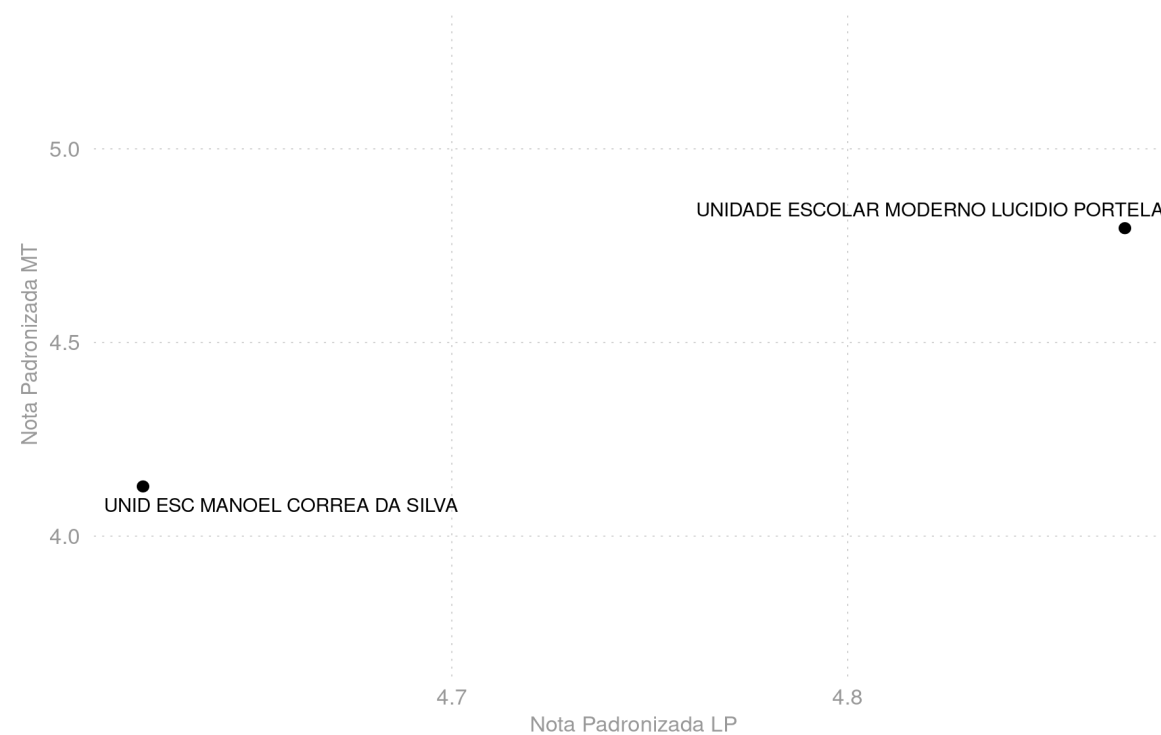 5.0
UNIDADE ESCOLAR MODERNO LUCIDIO PORTELA
Nota Padronizada MT
4.5
UNID ESC MANOEL CORREA DA SILVA
4.0
4.7
4.8
Nota Padronizada LP